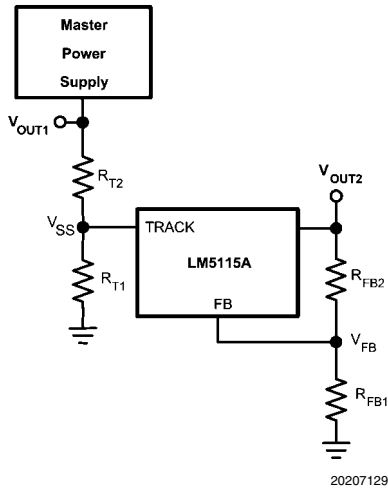 Master
Power
Supply
VOUT1
RT2
VOUT2
VSS
TRACK
LM5115A
RFB2
RT1
FB
VFB
RFB1
20207129